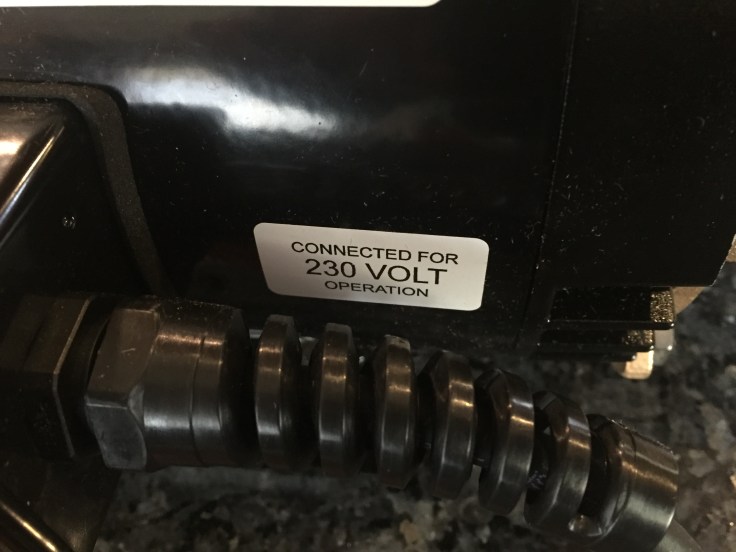 CONNECTED FOR
230 VOLT
OPERATION